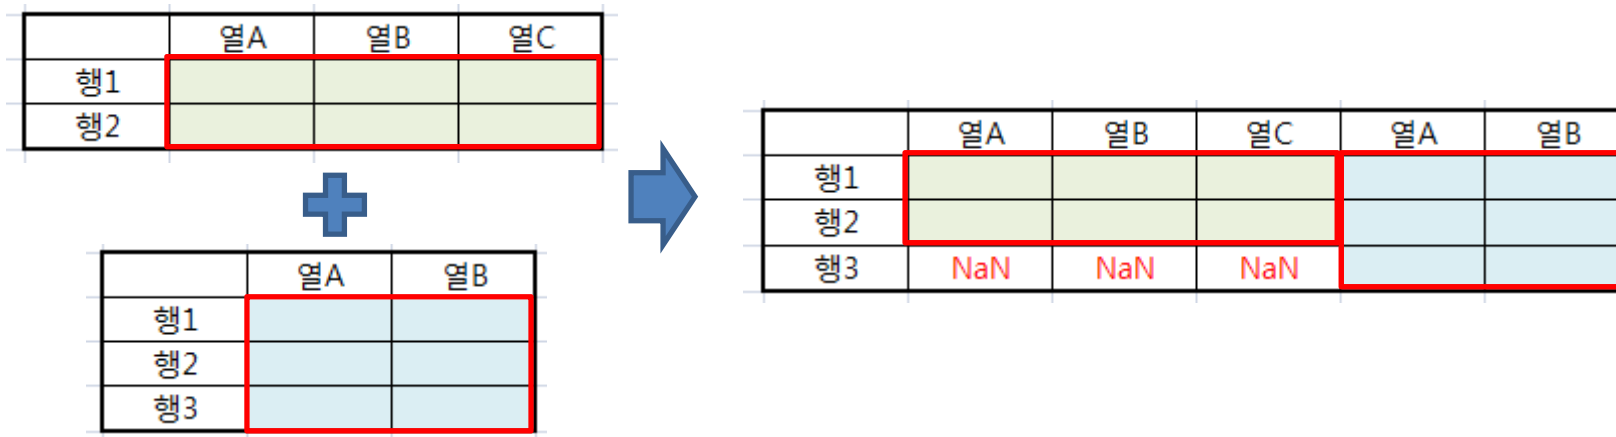 열A 열B 열C
행1
행2
열A 열B
행1
행2
행3
열A 열B 열C 열A 열B
행1
행2
행3 NaN NaN NaN